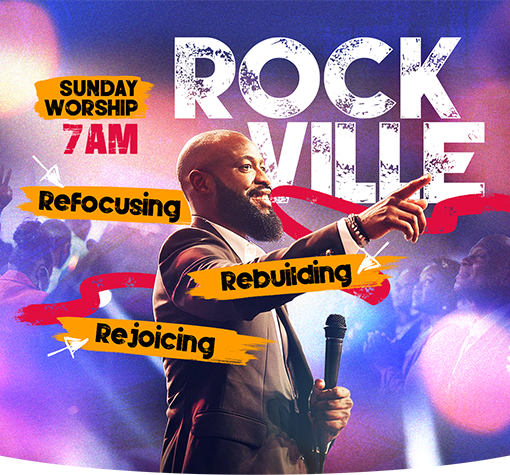 SUNDAY
WORSHIP
7AM
ROCK
VILLE
Refocusing
Rebuilding
Rejoicing